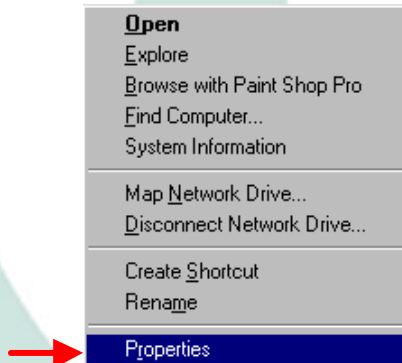 Open
Explore
Browse with Paint Shop Pro
Find Computer...
System Information
Map Network Drive...
Disconnect Network Drive...
Create Shortcut
Rename
Properties